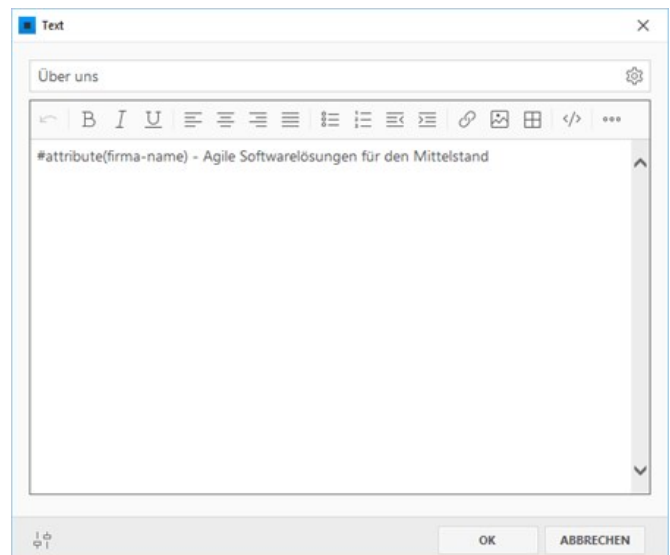 Text
Über uns
B I U
#attribute(firma-name) - Agile Softwarelösungen für den Mittelstand
OK ABBRECHEN